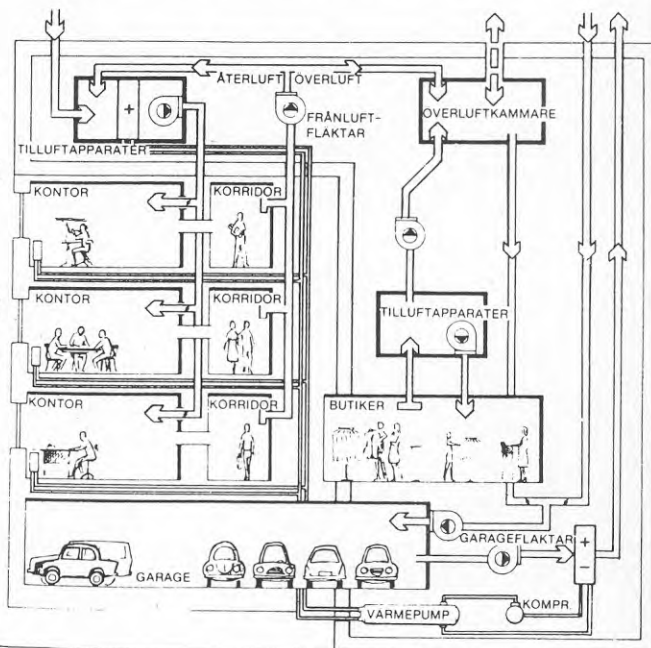 ÅTERLUFT ÖVERLUFT
+
FRÅNLUFT-
FLÄKTAR
ÖVERLUFTKAMMARE
TILLUFTAPPARATER
KONTOR
KORRIDOR
TILLUFTAPPARATER
KONTOR
KORRIDOR
KONTOR
KORRIDOR
BUTIKER
GARAGEFLÄKTAR
+
−
GARAGE
VÄRMEPUMP
KOMPR.